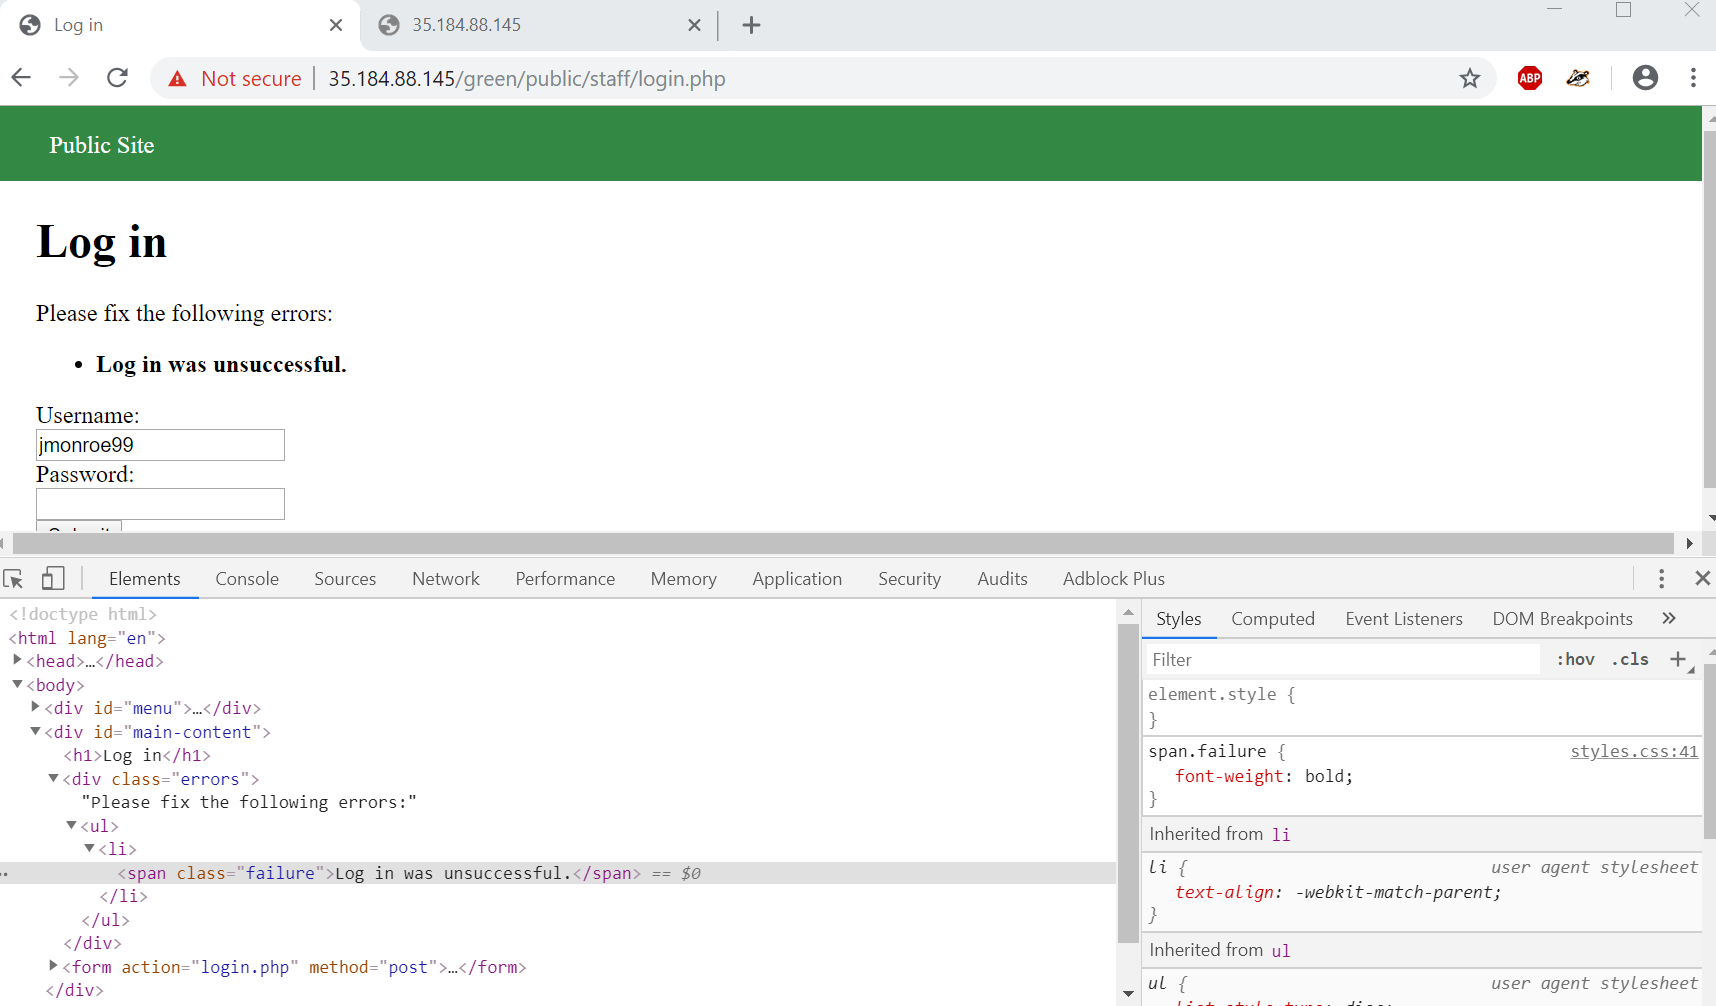 Log in
35.184.88.145
Not secure | 35.184.88.145/green/public/staff/login.php
ABP
Public Site
Log in
Please fix the following errors:
• Log in was unsuccessful.
Username:
jmonroe99
Password:
Submit
Elements Console Sources Network Performance Memory Application Security Audits Adblock Plus
<!doctype html>
<html lang="en">
<head>…</head>
<body>
<div id="menu">…</div>
<div id="main-content">
<h1>Log in</h1>
<div class="errors">
"Please fix the following errors:"
<ul>
<li>
<span class="failure">Log in was unsuccessful.</span> == $0
</li>
</ul>
</div>
<form action="login.php" method="post">…</form>
</div>
Styles Computed Event Listeners DOM Breakpoints »
Filter :hov .cls +
element.style {
}
span.failure { styles.css:41
font-weight: bold;
}
Inherited from li
li { user agent stylesheet
text-align: -webkit-match-parent;
}
Inherited from ul
ul { user agent stylesheet
list-style-type: disc;